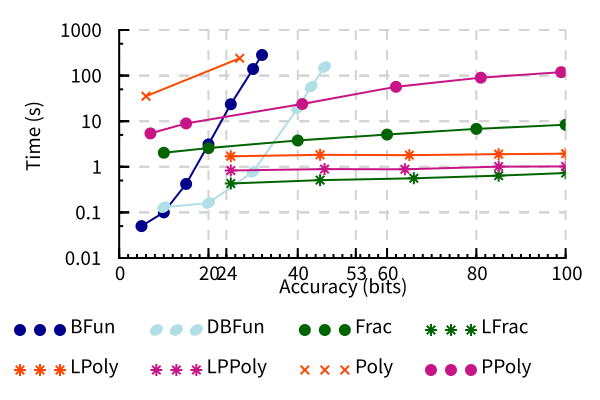 1000
100
10
1
0.1
0.01
Time (s)
0 20 24 40 53 60 80 100
Accuracy (bits)
BFun DBFun Frac LFrac
LPoly LPPoly Poly PPoly